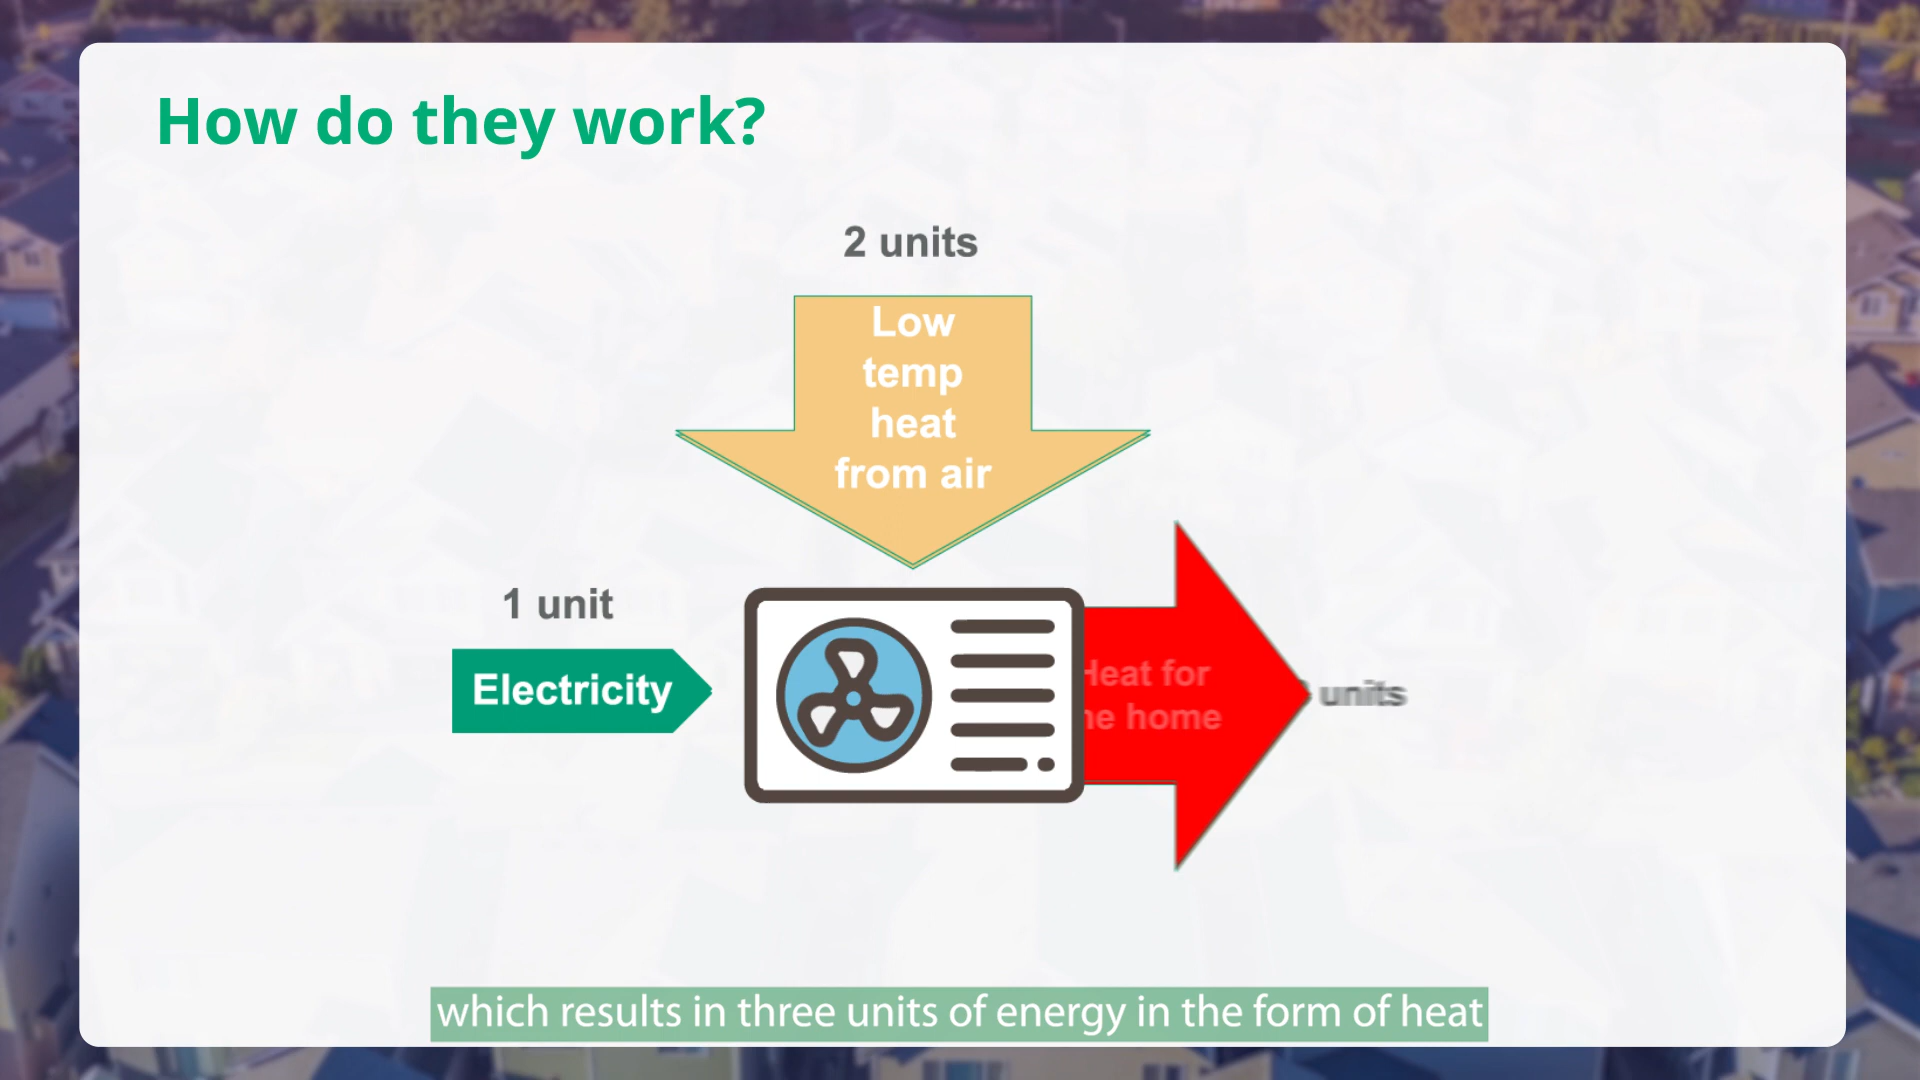 How do they work?
2 units
Low
temp
heat
from air
1 unit
Electricity
Heat for
home
units
which results in three units of energy in the form of heat